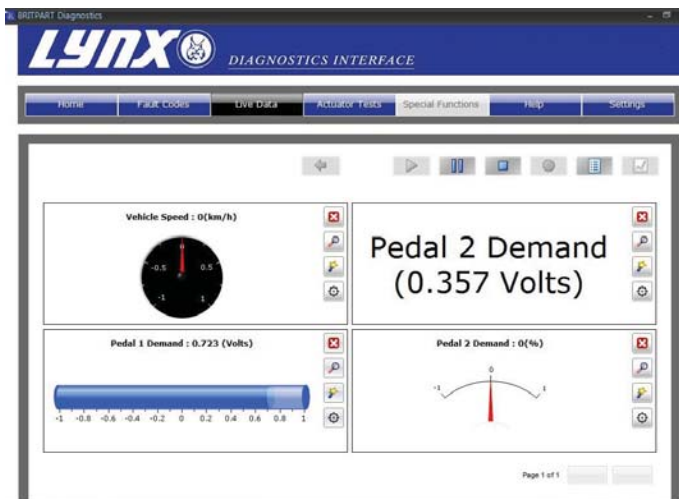 BRITPART Diagnostics
LYNX
DIAGNOSTICS INTERFACE
Home Fault Codes Live Data Actuator Tests Special Functions Help Settings
Vehicle Speed : 0(km/h)
0
-0.5 0.5
-1 1
Pedal 2 Demand
(0.357 Volts)
Pedal 1 Demand : 0.723 (Volts)
-1 -0.8 -0.6 -0.4 -0.2 0 0.2 0.4 0.6 0.8 1
Pedal 2 Demand : 0(%)
0
-1 1
Page 1 of 1